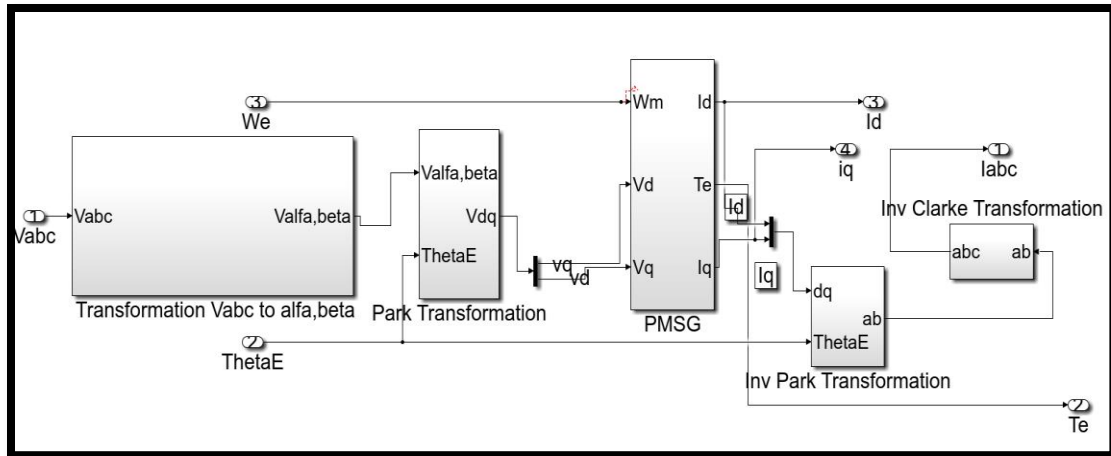 3
We
Wm
Id
3
Id
4
iq
1
Iabc
Valfa,beta
Vdq
ThetaE
Park Transformation
Vd
Te
Id
Inv Clarke Transformation
1
Vabc
Vabc
Valfa,beta
Transformation Vabc to alfa,beta
vq
vd
Vq
Iq
PMSG
Iq
abc
ab
dq
ab
ThetaE
Inv Park Transformation
2
ThetaE
2
Te